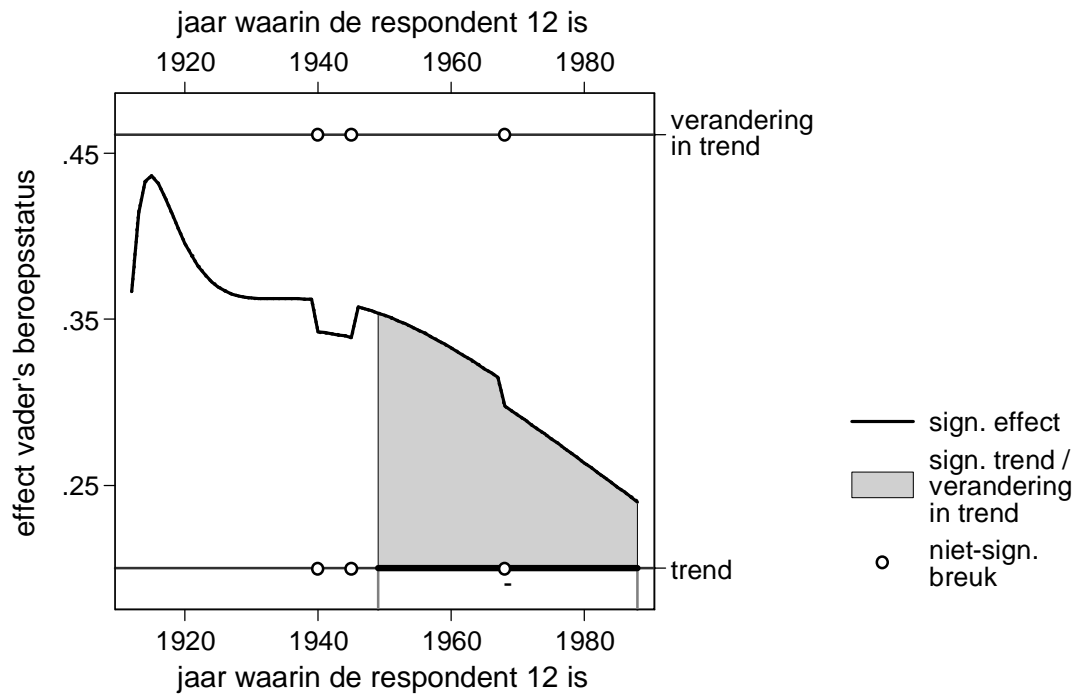 jaar waarin de respondent 12 is
1920 1940 1960 1980
verandering
in trend
.45
.35
.25
effect vader's beroepsstatus
sign. effect
sign. trend /
verandering
in trend
niet-sign.
breuk
trend
-
1920 1940 1960 1980
jaar waarin de respondent 12 is